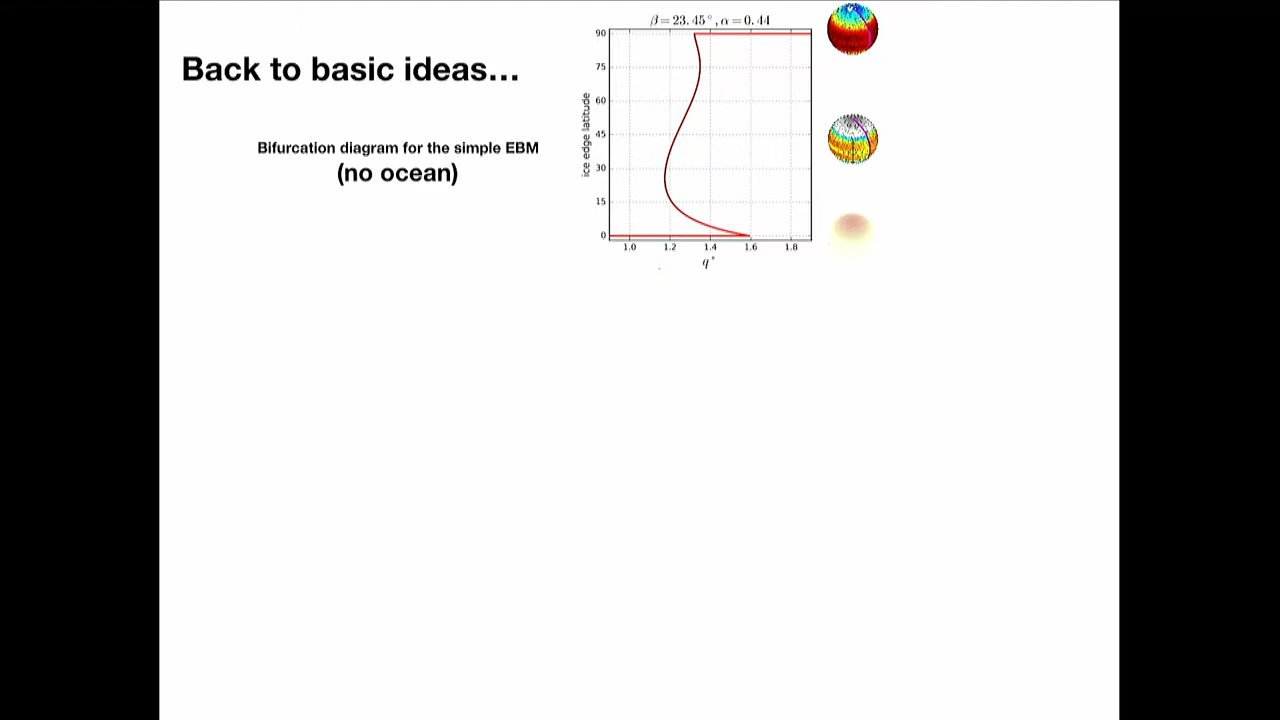 Back to basic ideas...
Bifurcation diagram for the simple EBM
(no ocean)
β = 23.45°, α = 0.44
ice edge latitude
90
75
60
45
30
15
0
1.0 1.2 1.4 1.6 1.8
q*